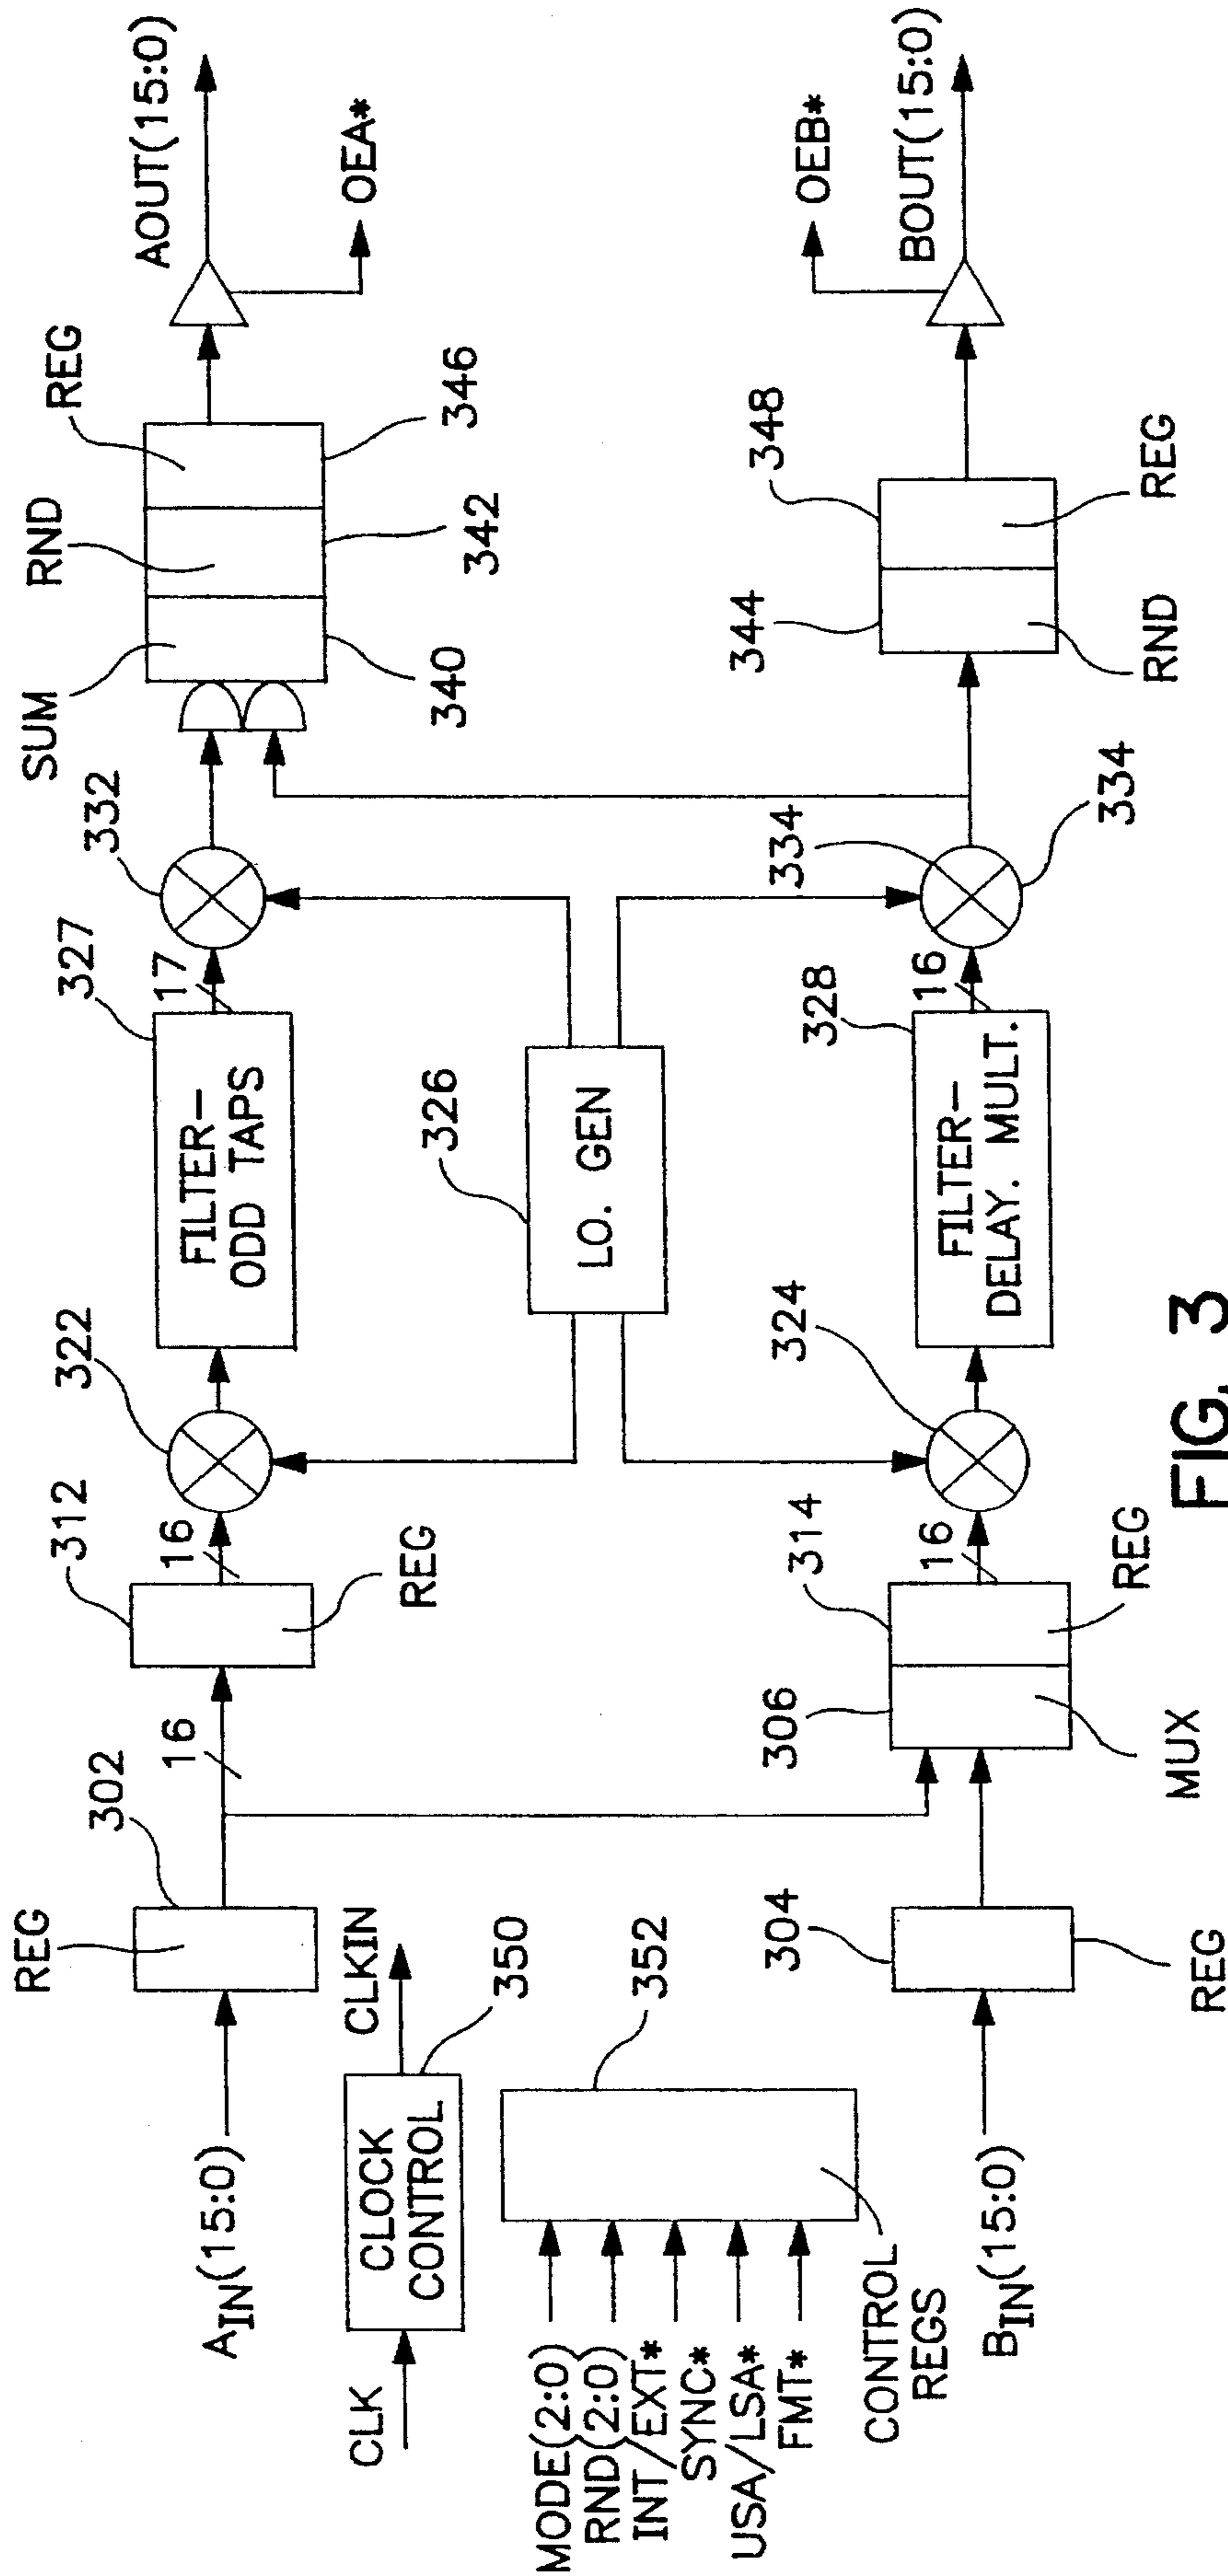 REG
302
16
312
16
REG
322
FILTER-
ODD TAPS
327
17
332
SUM
RND
REG
340
342
346
AOUT(15:0)
OEA*
AIN(15:0)
CLK
CLOCK
CONTROL
CLKIN
350
326
LO. GEN
MODE(2:0)
RND(2:0)
INT/EXT*
SYNC*
USA/LSA*
FMT*
352
CONTROL
REGS
BIN(15:0)
304
REG
306
314
16
MUX
REG
324
328
FILTER-
DELAY. MULT.
16
334
334
344
348
RND
REG
OEB*
BOUT(15:0)
FIG. 3